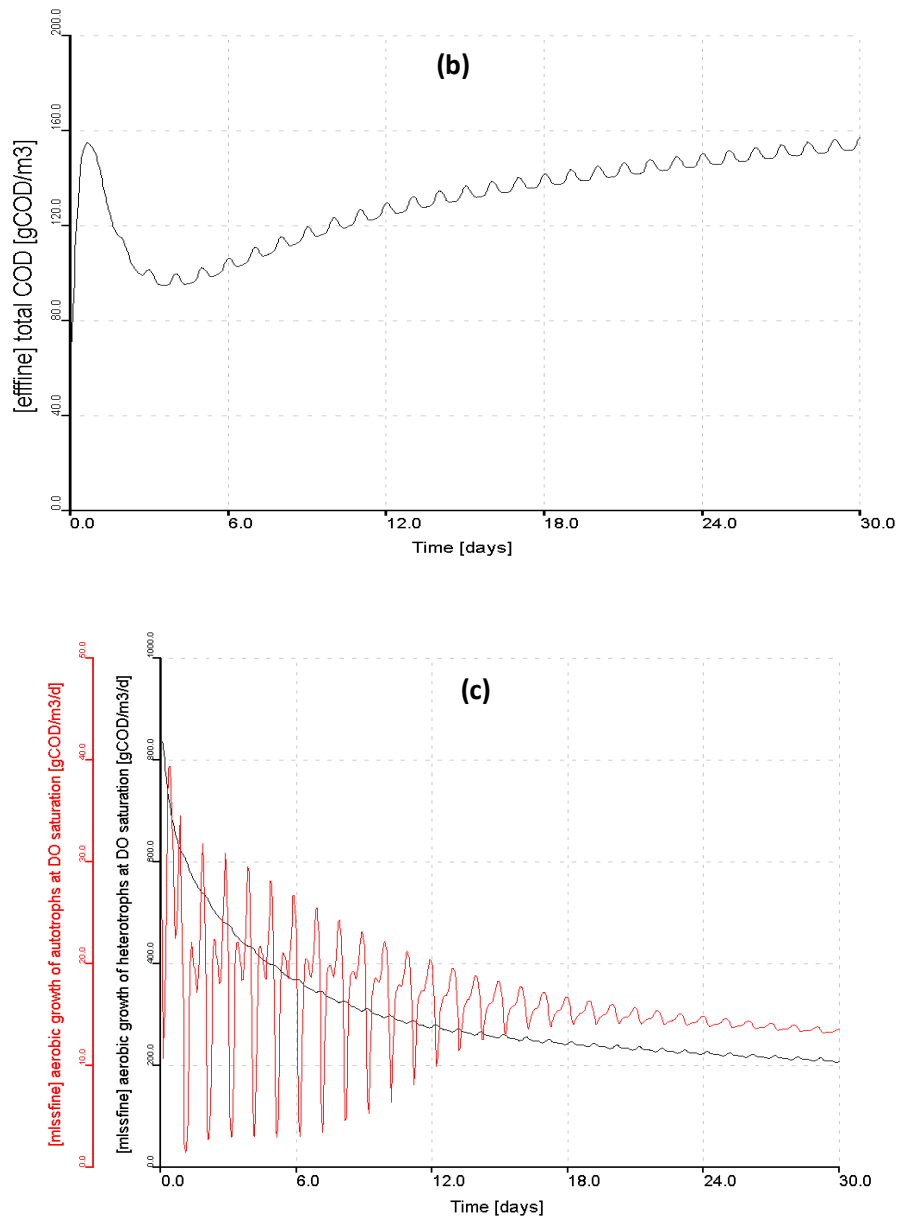 (b)
[efffine] total COD [gCOD/m3]
200.0
160.0
120.0
80.0
40.0
0.0
0.0 6.0 12.0 18.0 24.0 30.0
Time [days]
(c)
[mlssfine] aerobic growth of autotrophs at DO saturation [gCOD/m3/d]
50.0
40.0
30.0
20.0
10.0
0.0
[mlssfine] aerobic growth of heterotrophs at DO saturation [gCOD/m3/d]
1000.0
800.0
600.0
400.0
200.0
0.0
0.0 6.0 12.0 18.0 24.0 30.0
Time [days]